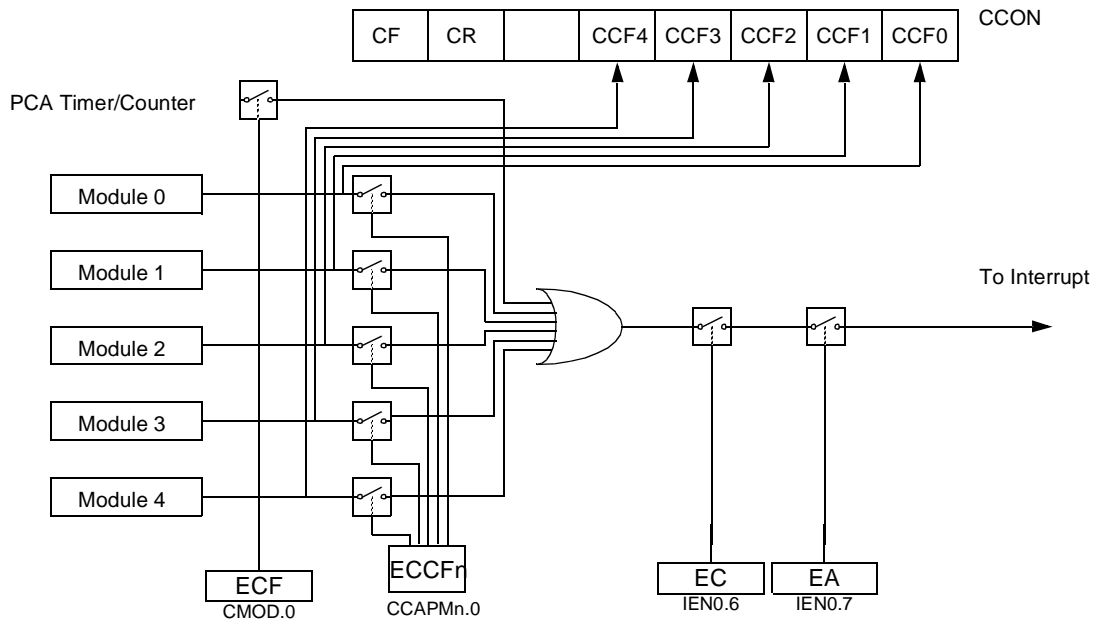 CCON
CF CR CCF4 CCF3 CCF2 CCF1 CCF0
PCA Timer/Counter
Module 0
Module 1
To Interrupt
Module 2
Module 3
Module 4
ECF
CMOD.0
ECCFn
CCAPMn.0
EC
IEN0.6
EA
IEN0.7